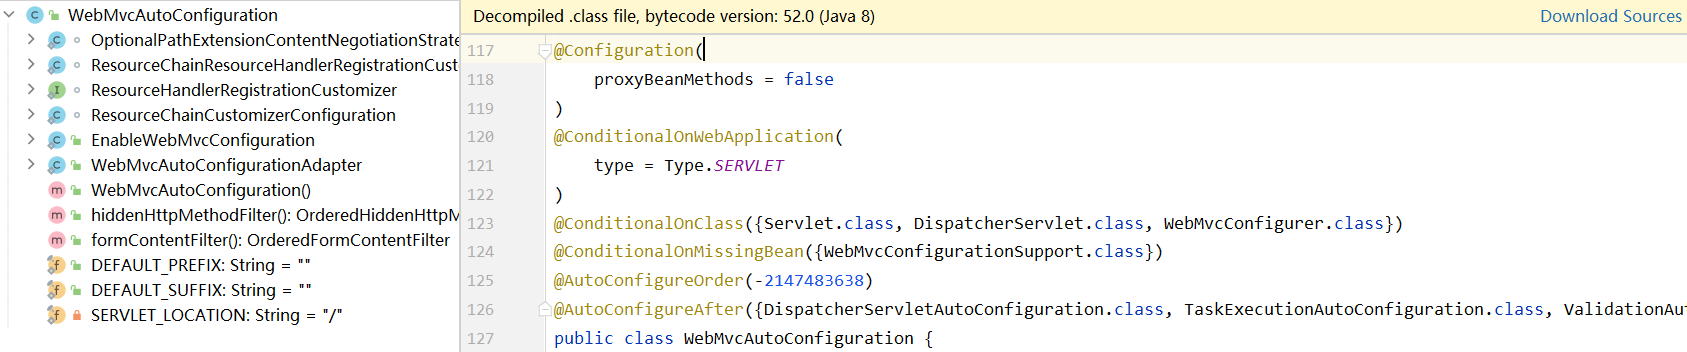 WebMvcAutoConfiguration
OptionalPathExtensionContentNegotiationStrate
ResourceChainResourceHandlerRegistrationCust
ResourceHandlerRegistrationCustomizer
ResourceChainCustomizerConfiguration
EnableWebMvcConfiguration
WebMvcAutoConfigurationAdapter
WebMvcAutoConfiguration()
hiddenHttpMethodFilter(): OrderedHiddenHttpM
formContentFilter(): OrderedFormContentFilter
DEFAULT_PREFIX: String = ""
DEFAULT_SUFFIX: String = ""
SERVLET_LOCATION: String = "/"
Decompiled .class file, bytecode version: 52.0 (Java 8) Download Sources
117 @Configuration(
118     proxyBeanMethods = false
119 )
120 @ConditionalOnWebApplication(
121     type = Type.SERVLET
122 )
123 @ConditionalOnClass({Servlet.class, DispatcherServlet.class, WebMvcConfigurer.class})
124 @ConditionalOnMissingBean({WebMvcConfigurationSupport.class})
125 @AutoConfigureOrder(-2147483638)
126 @AutoConfigureAfter({DispatcherServletAutoConfiguration.class, TaskExecutionAutoConfiguration.class, ValidationAu
127 public class WebMvcAutoConfiguration {